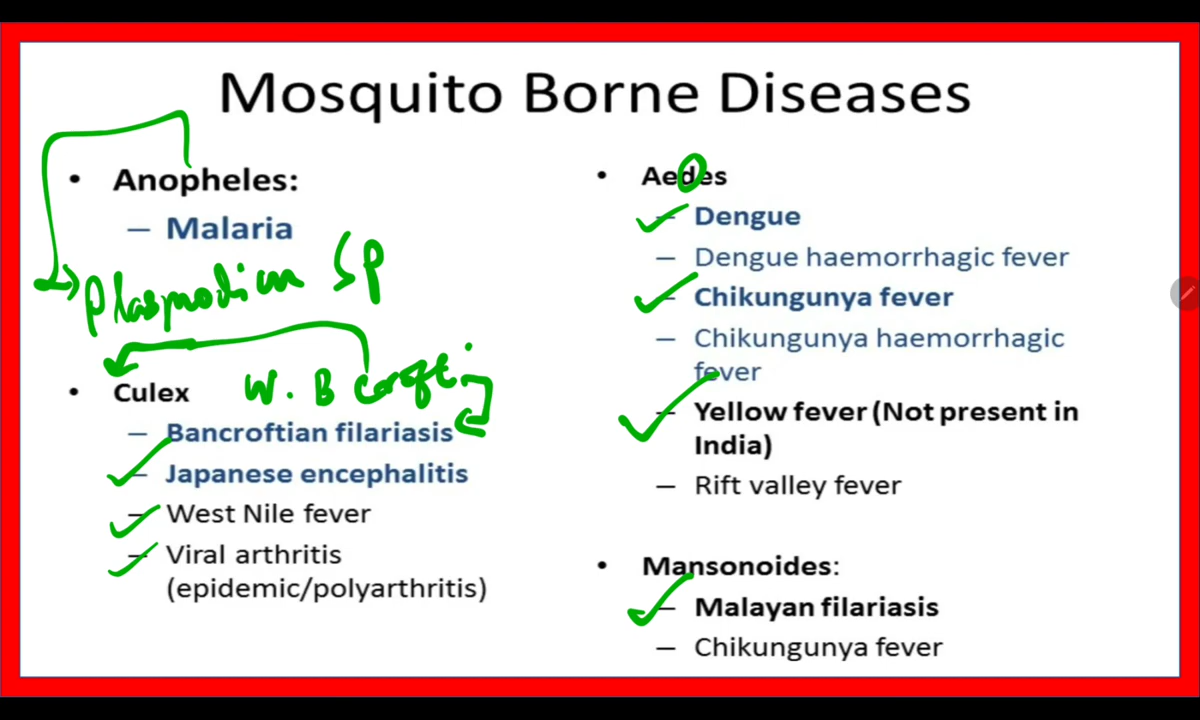 Mosquito Borne Diseases
• Anopheles:
– Malaria
Plasmodium SP
• Culex
W. B crofti
– Bancroftian filariasis
– Japanese encephalitis
– West Nile fever
– Viral arthritis
(epidemic/polyarthritis)
• Aedes
– Dengue
– Dengue haemorrhagic fever
– Chikungunya fever
– Chikungunya haemorrhagic
fever
– Yellow fever (Not present in
India)
– Rift valley fever
• Mansonoides:
– Malayan filariasis
– Chikungunya fever